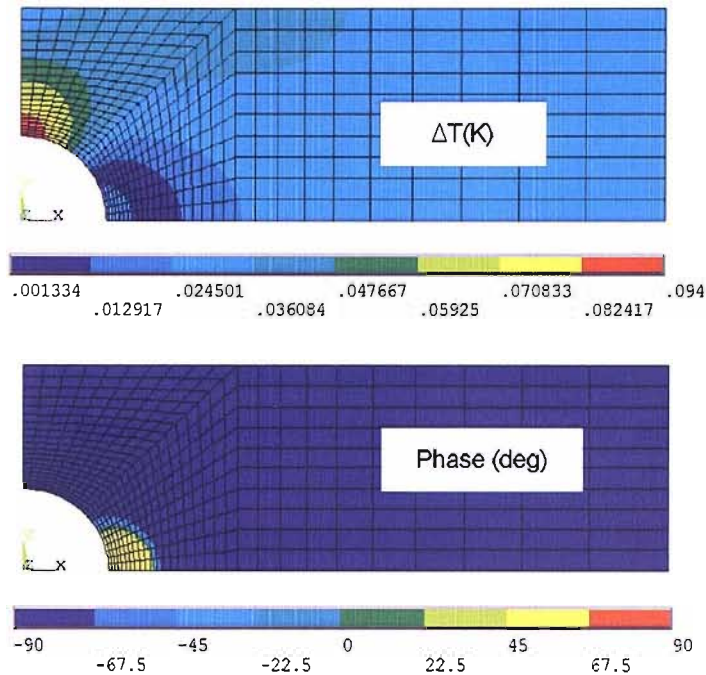 ΔT(K)
Z X
.001334 .024501 .047667 .070833 .094
.012917 .036084 .05925 .082417
Phase (deg)
Z X
-90 -45 0 45 90
-67.5 -22.5 22.5 67.5